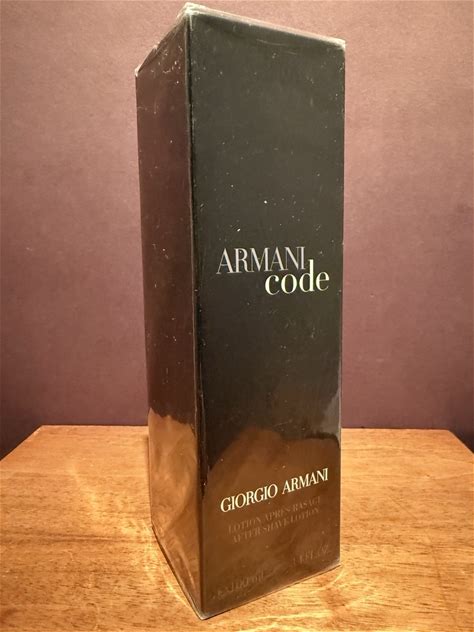 ARMANI
code
GIORGIO ARMANI
LOTION APRÈS-RASAGE
AFTER SHAVE LOTION